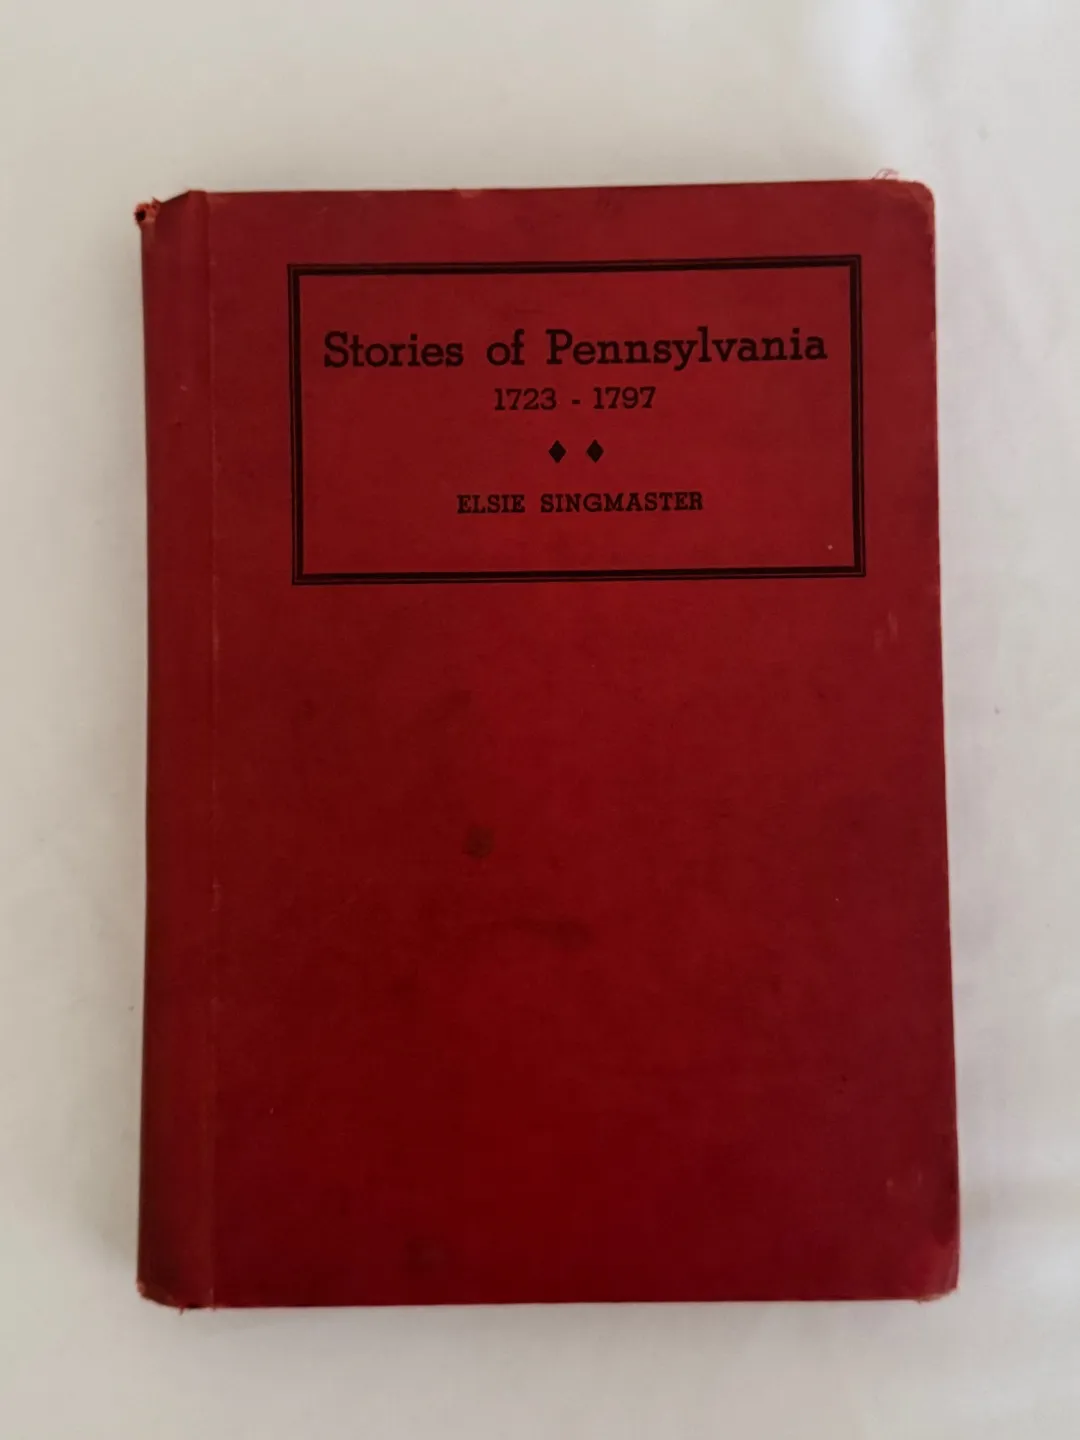 Stories of Pennsylvania
1723 - 1797
ELSIE SINGMASTER